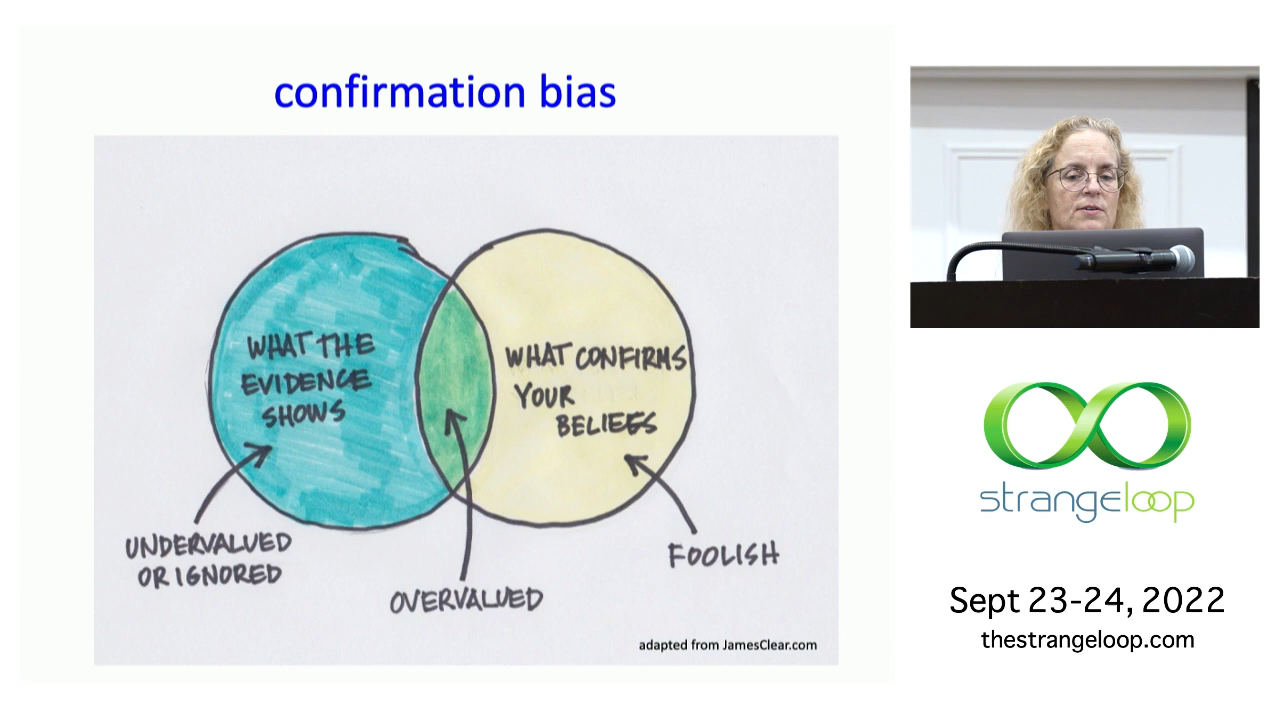 confirmation bias
WHAT THE
EVIDENCE
SHOWS
WHAT CONFIRMS
YOUR
BELIEFS
UNDERVALUED
OR IGNORED
OVERVALUED
FOOLISH
adapted from JamesClear.com
strangeloop
Sept 23-24, 2022
thestrangeloop.com